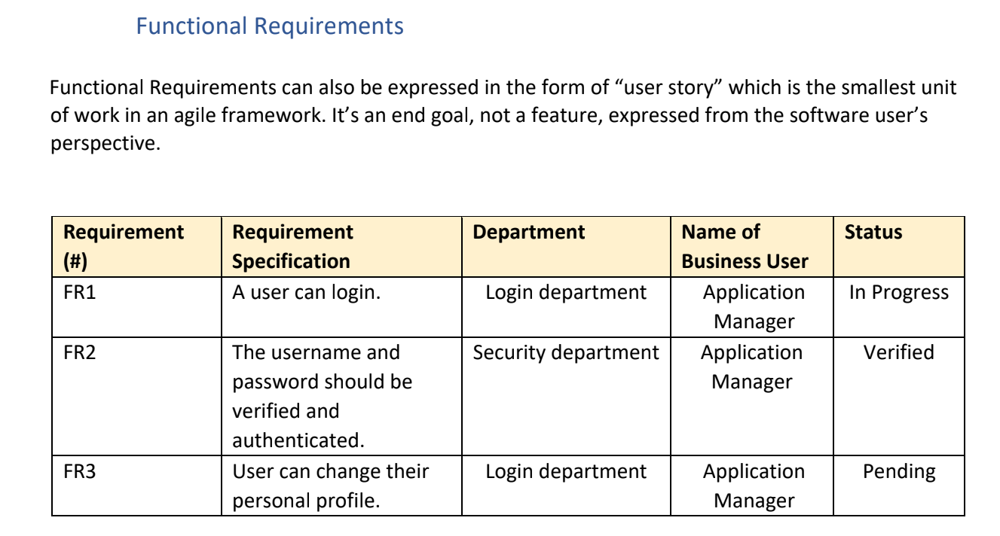 Functional Requirements
Functional Requirements can also be expressed in the form of “user story” which is the smallest unit
of work in an agile framework. It’s an end goal, not a feature, expressed from the software user’s
perspective.
Requirement (#) Requirement Specification Department Name of Business User Status
FR1 A user can login. Login department Application Manager In Progress
FR2 The username and password should be verified and authenticated. Security department Application Manager Verified
FR3 User can change their personal profile. Login department Application Manager Pending